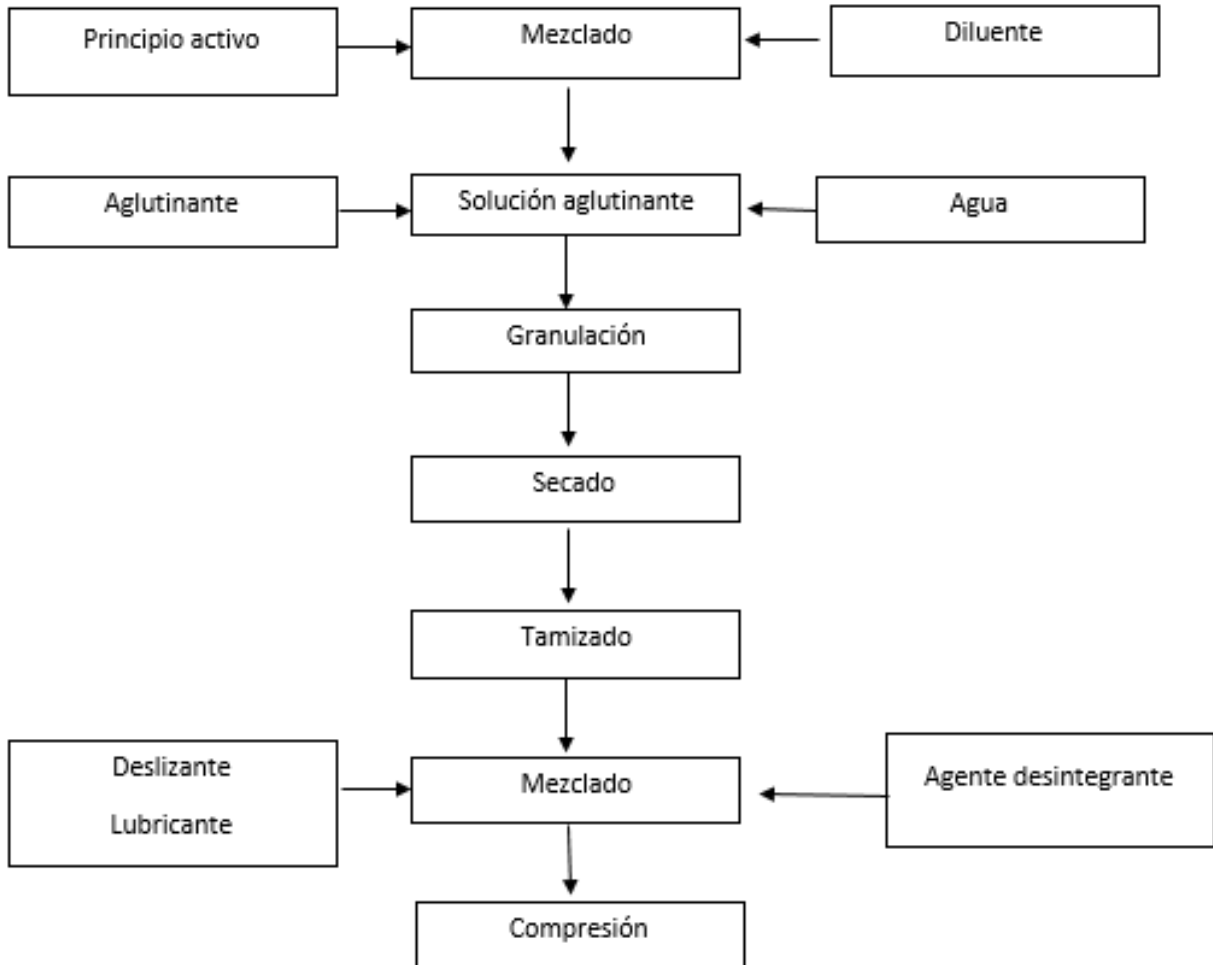 Principio activo
Mezclado
Diluente
Aglutinante
Solución aglutinante
Agua
Granulación
Secado
Tamizado
Deslizante
Lubricante
Mezclado
Agente desintegrante
Compresión